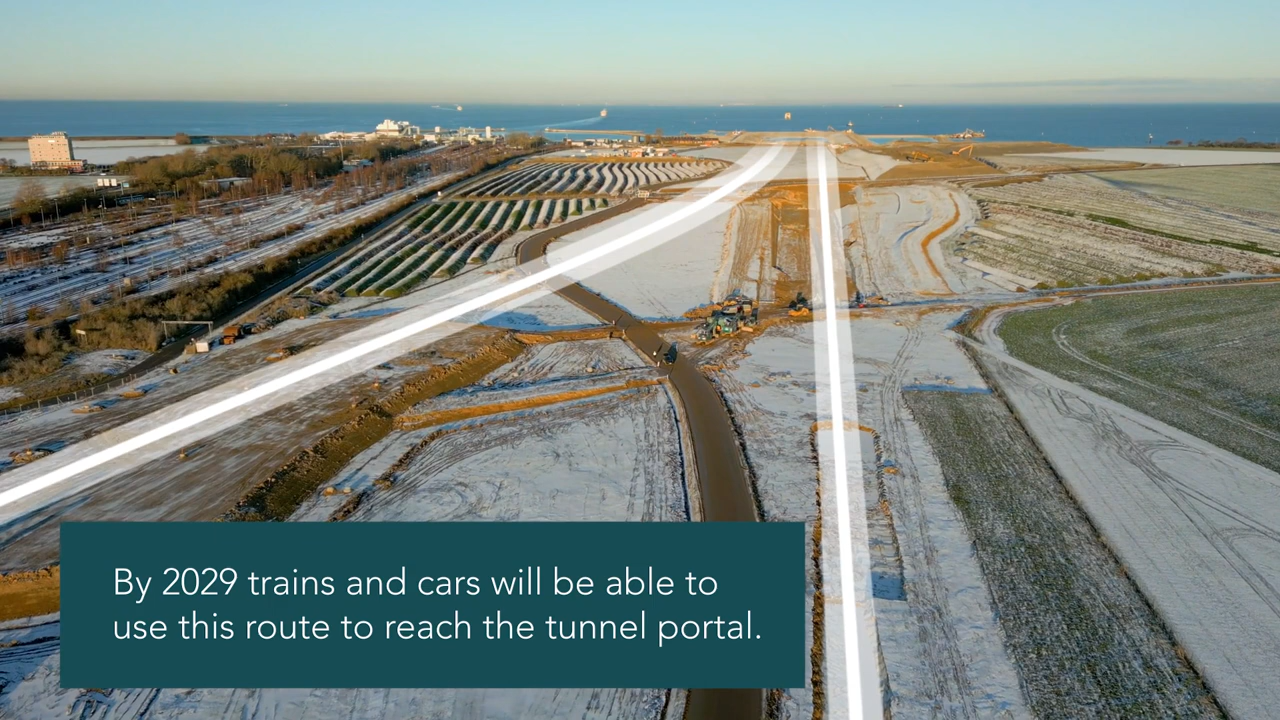 By 2029 trains and cars will be able to
use this route to reach the tunnel portal.